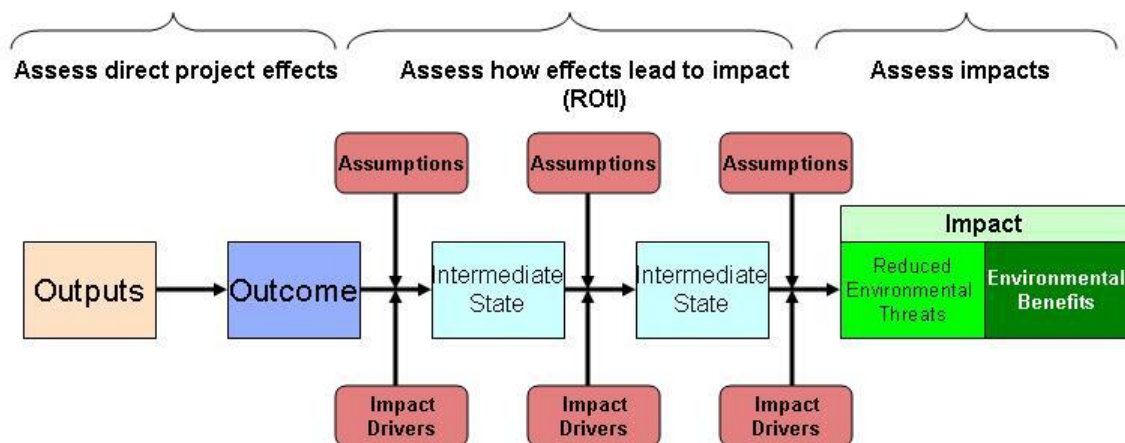 Assess direct project effects
Assess how effects lead to impact
(ROtI)
Assess impacts
Assumptions
Assumptions
Assumptions
Outputs
Outcome
Intermediate
State
Intermediate
State
Impact
Reduced
Environmental
Threats
Environmental
Benefits
Impact
Drivers
Impact
Drivers
Impact
Drivers